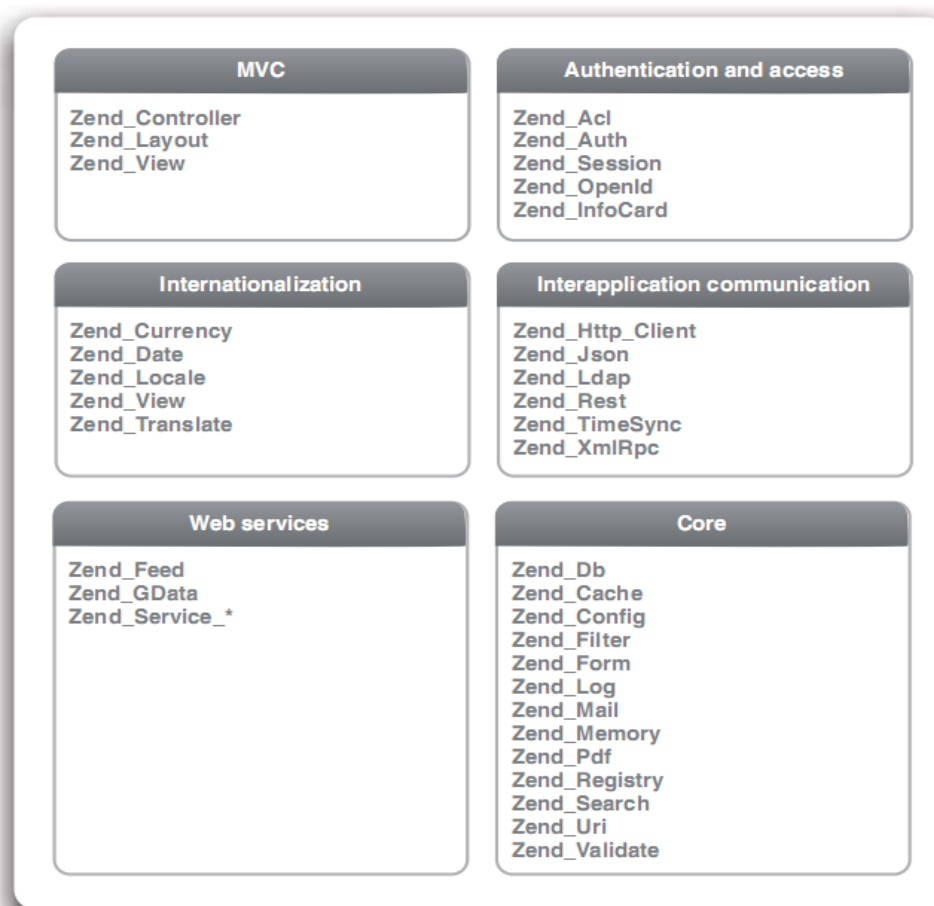 MVC
Zend_Controller
Zend_Layout
Zend_View
Authentication and access
Zend_Acl
Zend_Auth
Zend_Session
Zend_OpenId
Zend_InfoCard
Internationalization
Zend_Currency
Zend_Date
Zend_Locale
Zend_View
Zend_Translate
Interapplication communication
Zend_Http_Client
Zend_Json
Zend_Ldap
Zend_Rest
Zend_TimeSync
Zend_XmlRpc
Web services
Zend_Feed
Zend_GData
Zend_Service_*
Core
Zend_Db
Zend_Cache
Zend_Config
Zend_Filter
Zend_Form
Zend_Log
Zend_Mail
Zend_Memory
Zend_Pdf
Zend_Registry
Zend_Search
Zend_Uri
Zend_Validate